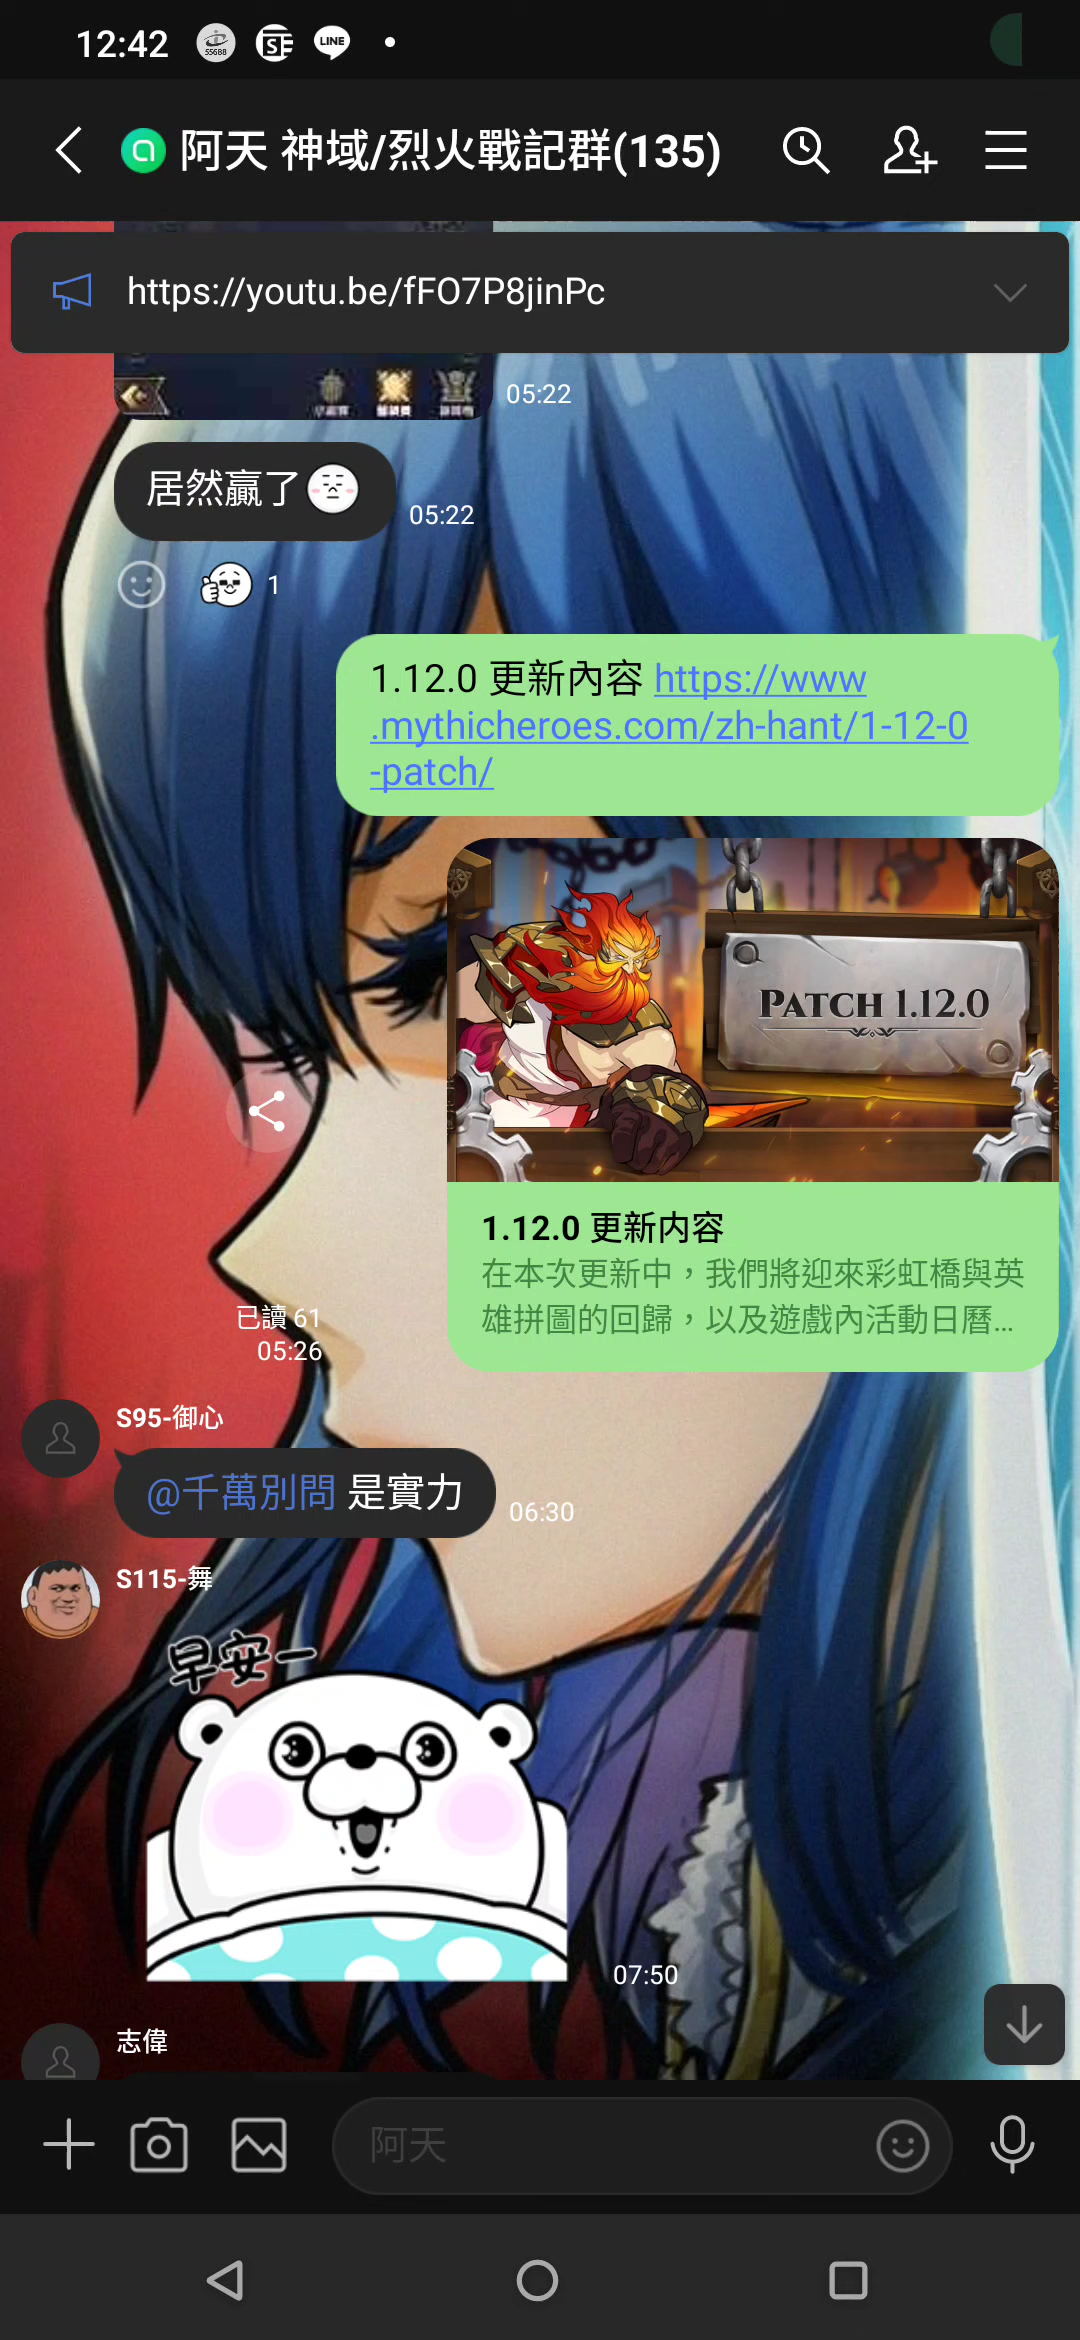 12:42
55688
S
LINE
阿天 神域/烈火戰記群(135)
https://youtu.be/fFO7P8jinPc
05:22
居然贏了
05:22
1
1.12.0 更新內容 https://www
.mythicheroes.com/zh-hant/1-12-0
-patch/
PATCH 1.12.0
1.12.0 更新内容
在本次更新中，我們將迎來彩虹橋與英
雄拼圖的回歸，以及遊戲內活動日曆...
已讀 61
05:26
S95-御心
@千萬別問 是實力
06:30
S115-舞
早安一
07:50
志偉
阿天